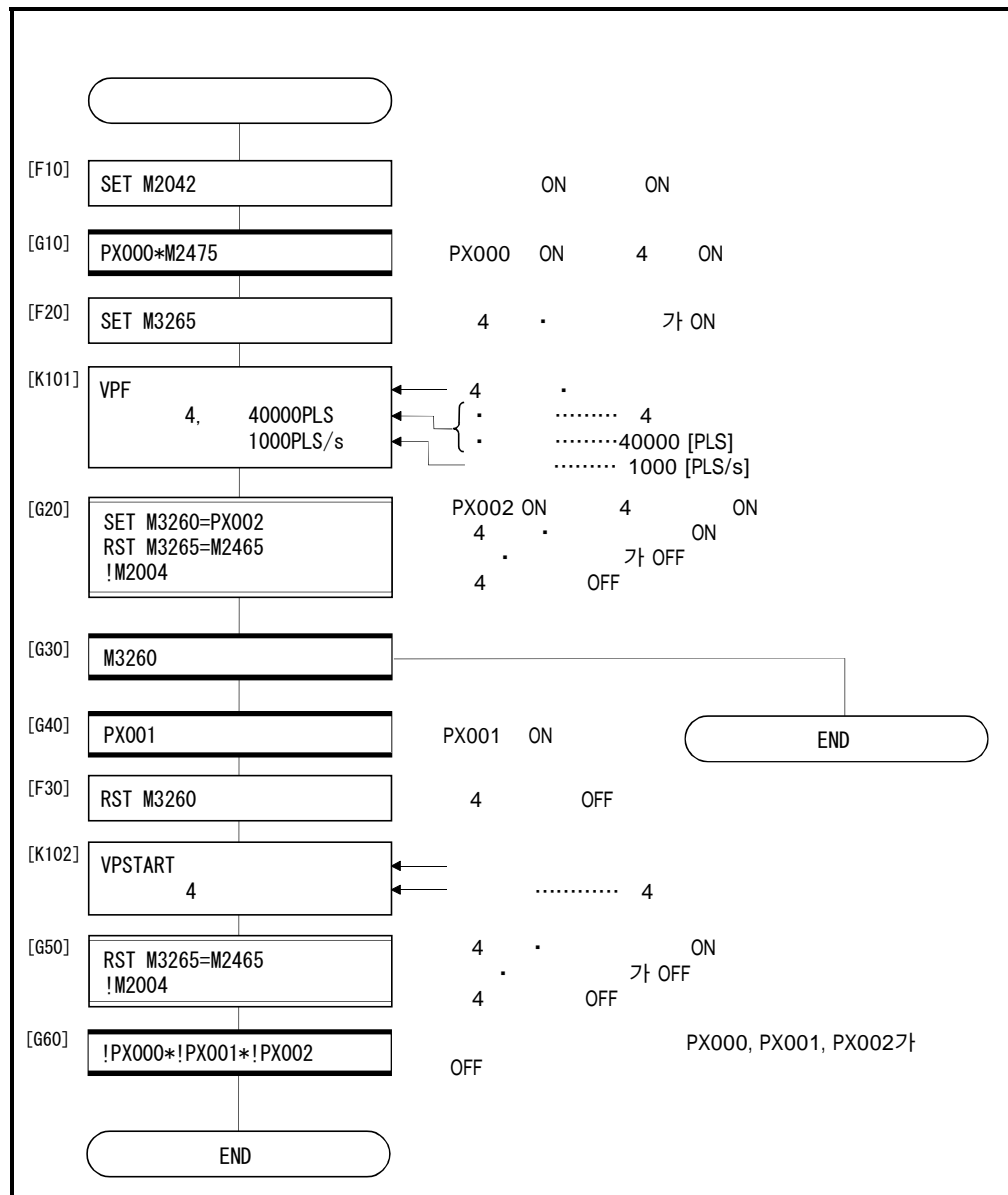 [F10] SET M2042 ON ON
[G10] PX000*M2475 PX000 ON 4 ON
[F20] SET M3265 4 · 가 ON
[K101] VPF 4 ·
4, 40000PLS · ········· 4
1000PLS/s · ·········40000 [PLS]
········· 1000 [PLS/s]
[G20] PX002 ON 4 ON
SET M3260=PX002 4 · ON
RST M3265=M2465 · 가 OFF
!M2004 4 OFF
[G30] M3260
[G40] PX001 PX001 ON END
[F30] RST M3260 4 OFF
[K102] VPSTART
4 ············ 4
[G50] 4 · ON
RST M3265=M2465 · 가 OFF
!M2004 4 OFF
[G60] !PX000*!PX001*!PX002 PX000, PX001, PX002가
OFF
END